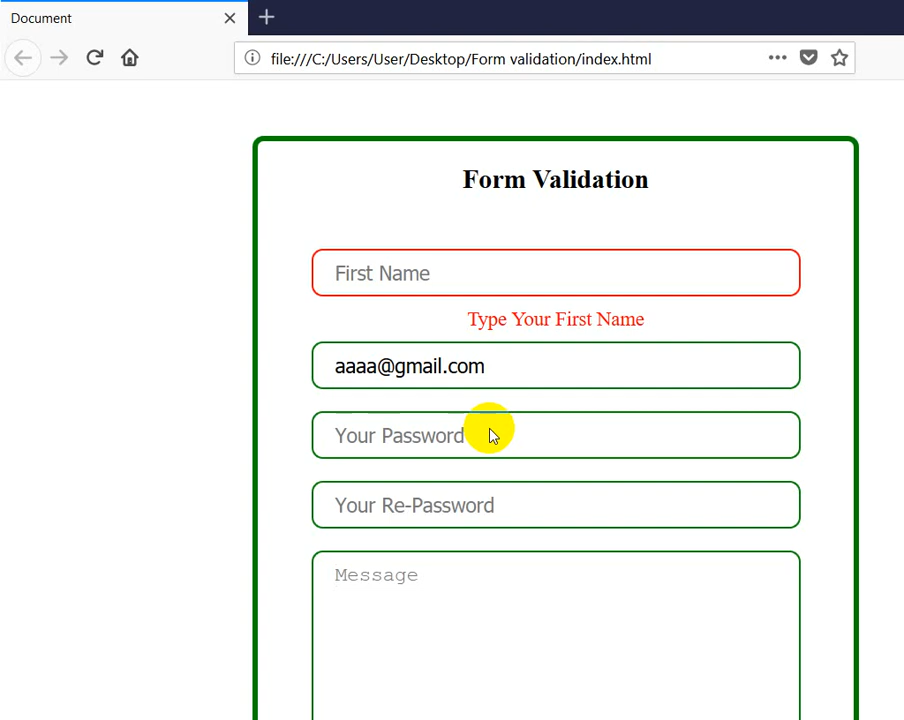 Document
file:///C:/Users/User/Desktop/Form validation/index.html
Form Validation
First Name
Type Your First Name
aaaa@gmail.com
Your Password
Your Re-Password
Message